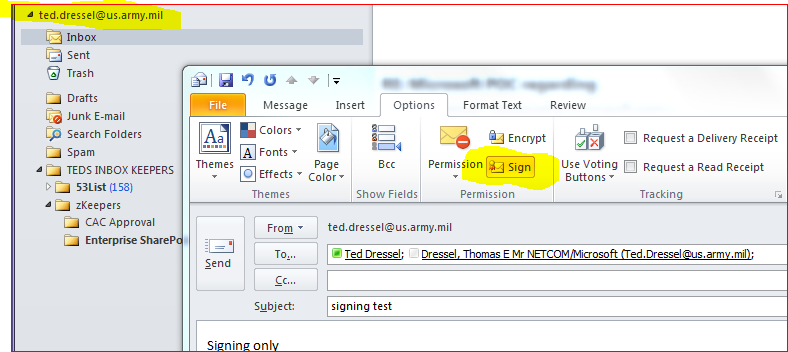 ted.dressel@us.army.mil
Inbox
Sent
Trash
Drafts
Junk E-mail
Search Folders
Spam
TEDS INBOX KEEPERS
53List (158)
zKeepers
CAC Approval
Enterprise SharePo
RE: Microsoft POC regarding
File Message Insert Options Format Text Review
Themes
Colors
Fonts
Effects
Page
Color
Themes
Bcc
Show Fields
Permission
Encrypt
Sign
Permission
Use Voting
Buttons
Request a Delivery Receipt
Request a Read Receipt
Tracking
Send
From ted.dressel@us.army.mil
To... Ted Dressel; Dressel, Thomas E Mr NETCOM/Microsoft (Ted.Dressel@us.army.mil);
Cc...
Subject: signing test
Signing only